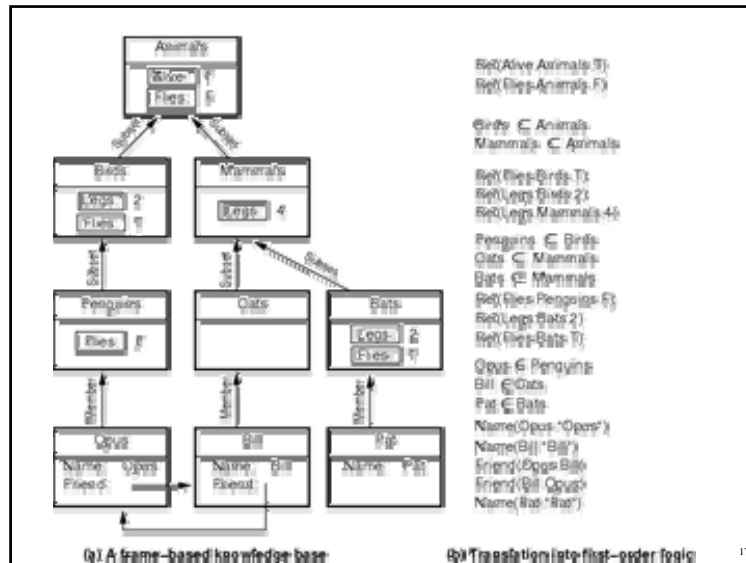 Animals
Alive T
Flies F
Subset
Subset
Birds
Legs 2
Flies T
Mammals
Legs 4
Subset
Subset
Subset
Penguins
Flies F
Cats
Bats
Legs 2
Flies T
Member
Member
Member
Opus
Name: Opus
Friend:
Bill
Name: Bill
Friend:
Pat
Name: Pat
(a) A frame-based knowledge base
Rel(Alive Animals T)
Rel(Flies Animals F)
Birds ⊂ Animals
Mammals ⊂ Animals
Rel(Flies Birds T)
Rel(Legs Birds 2)
Rel(Legs Mammals 4)
Penguins ⊂ Birds
Cats ⊂ Mammals
Bats ⊂ Mammals
Rel(Flies Penguins F)
Rel(Legs Bats 2)
Rel(Flies Bats T)
Opus ∈ Penguins
Bill ∈ Cats
Pat ∈ Bats
Name(Opus "Opus")
Name(Bill "Bill")
Friend(Opus Bill)
Friend(Bill Opus)
Name(Pat "Pat")
(b) Translation into first-order logic